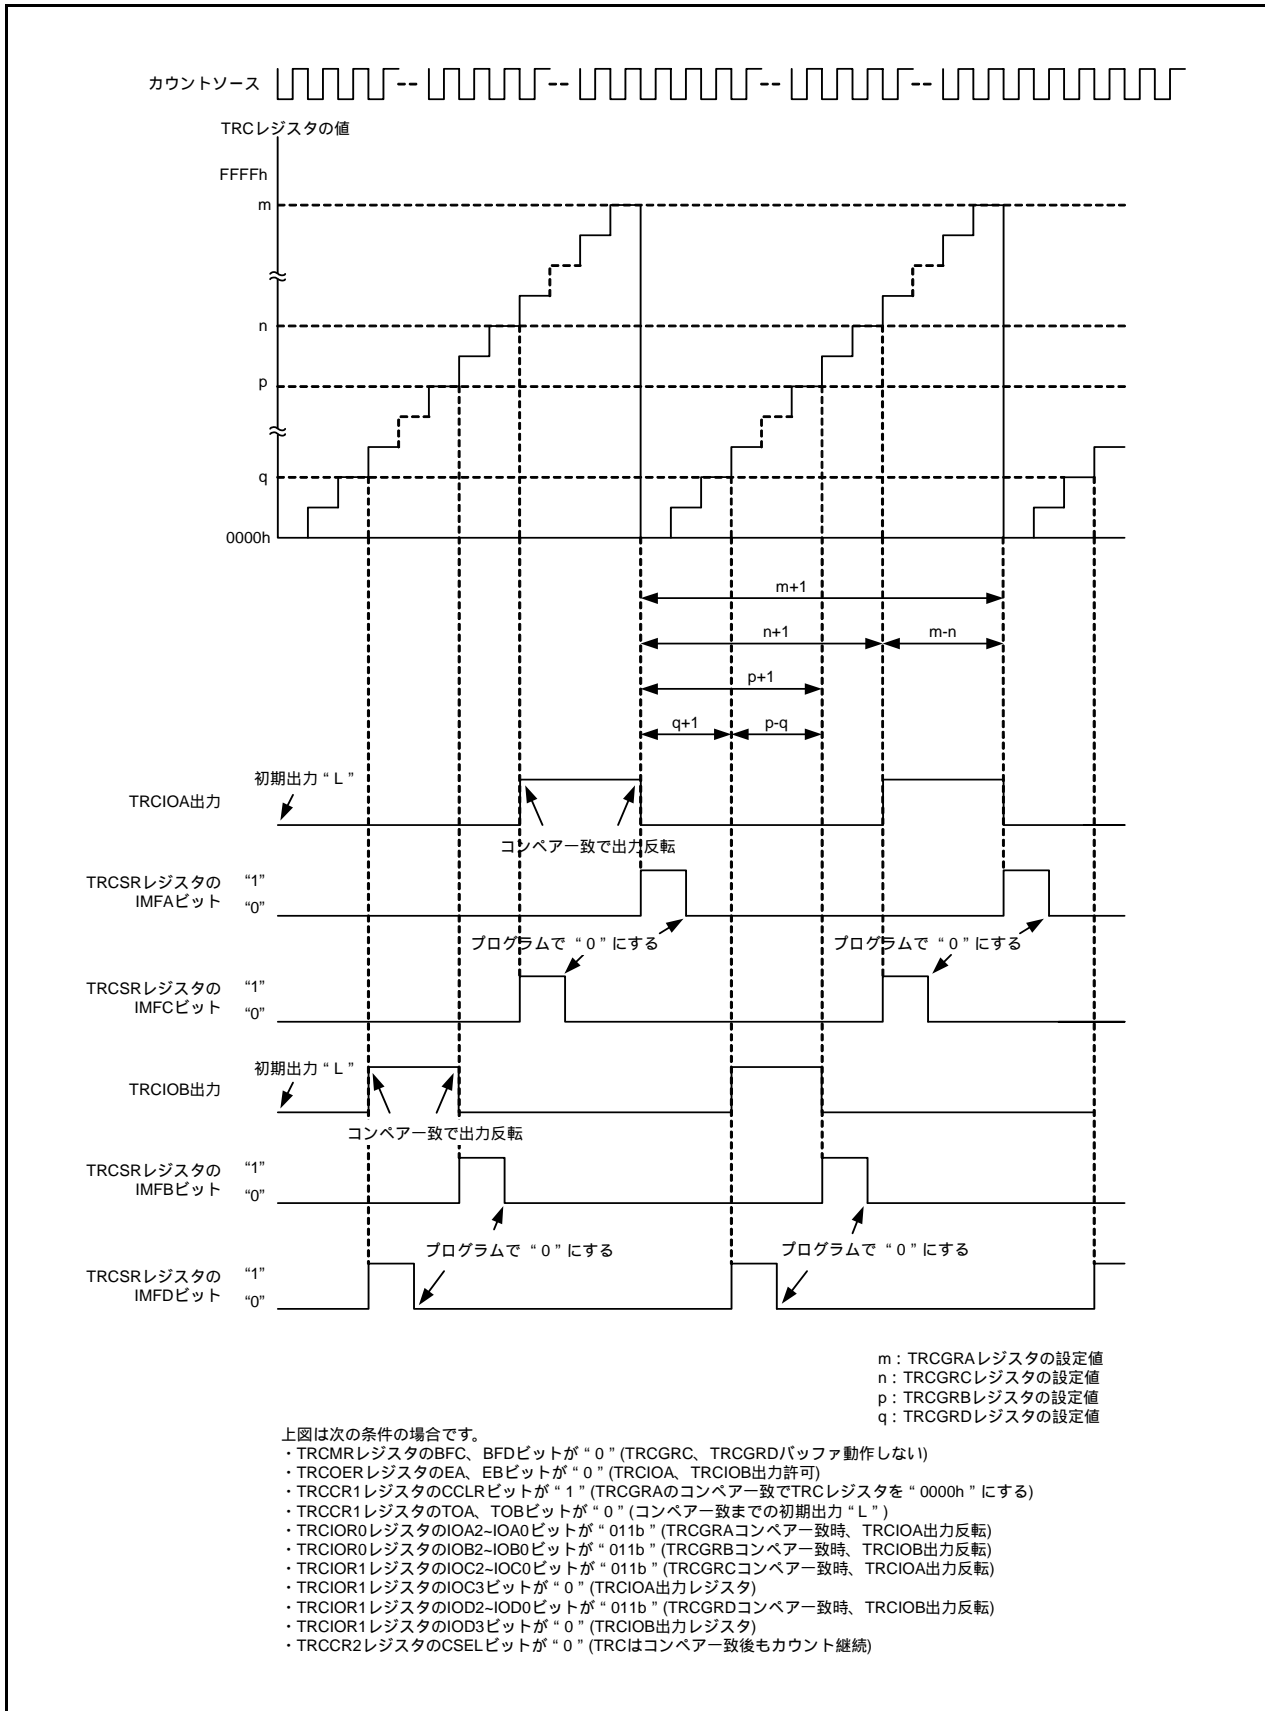 カウントソース
TRCレジスタの値
FFFFh
m
n
p
q
0000h
m+1
n+1
m-n
p+1
q+1
p-q
初期出力 “ L ”
TRCIOA出力
コンペア一致で出力反転
TRCSRレジスタの
IMFAビット
“1”
“0”
プログラムで “ 0 ” にする
プログラムで “ 0 ” にする
TRCSRレジスタの
IMFCビット
“1”
“0”
初期出力 “ L ”
TRCIOB出力
コンペア一致で出力反転
TRCSRレジスタの
IMFBビット
“1”
“0”
プログラムで “ 0 ” にする
プログラムで “ 0 ” にする
TRCSRレジスタの
IMFDビット
“1”
“0”
m : TRCGRAレジスタの設定値
n : TRCGRCレジスタの設定値
p : TRCGRBレジスタの設定値
q : TRCGRDレジスタの設定値
上図は次の条件の場合です。
・TRCMRレジスタのBFC、BFDビットが “ 0 ” (TRCGRC、TRCGRDバッファ動作しない)
・TRCOERレジスタのEA、EBビットが “ 0 ” (TRCIOA、TRCIOB出力許可)
・TRCCR1レジスタのCCLRビットが “ 1 ” (TRCGRAのコンペア一致でTRCレジスタを “ 0000h ” にする)
・TRCCR1レジスタのTOA、TOBビットが “ 0 ” (コンペア一致までの初期出力 “ L ” )
・TRCIOR0レジスタのIOA2~IOA0ビットが “ 011b ” (TRCGRAコンペア一致時、TRCIOA出力反転)
・TRCIOR0レジスタのIOB2~IOB0ビットが “ 011b ” (TRCGRBコンペア一致時、TRCIOB出力反転)
・TRCIOR1レジスタのIOC2~IOC0ビットが “ 011b ” (TRCGRCコンペア一致時、TRCIOA出力反転)
・TRCIOR1レジスタのIOC3ビットが “ 0 ” (TRCIOA出力レジスタ)
・TRCIOR1レジスタのIOD2~IOD0ビットが “ 011b ” (TRCGRDコンペア一致時、TRCIOB出力反転)
・TRCIOR1レジスタのIOD3ビットが “ 0 ” (TRCIOB出力レジスタ)
・TRCCR2レジスタのCSELビットが “ 0 ” (TRCはコンペア一致後もカウント継続)